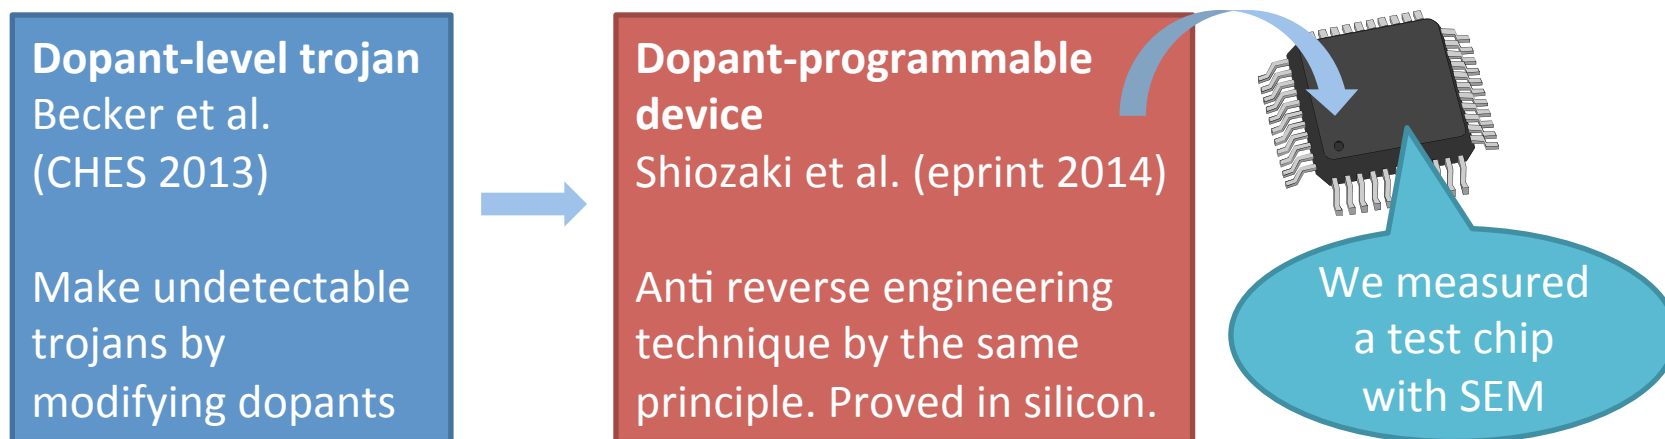 Dopant-level trojan
Becker et al.
(CHES 2013)
Make undetectable
trojans by
modifying dopants
Dopant-programmable
device
Shiozaki et al. (eprint 2014)
Anti reverse engineering
technique by the same
principle. Proved in silicon.
We measured
a test chip
with SEM